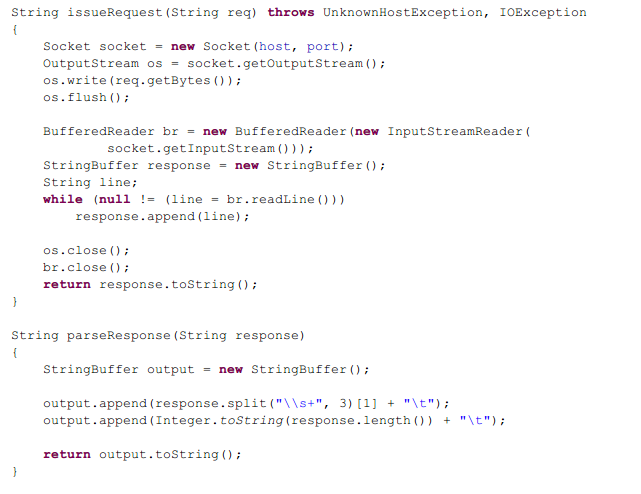 String issueRequest(String req) throws UnknownHostException, IOException
{
    Socket socket = new Socket(host, port);
    OutputStream os = socket.getOutputStream();
    os.write(req.getBytes());
    os.flush();

    BufferedReader br = new BufferedReader(new InputStreamReader(
            socket.getInputStream()));
    StringBuffer response = new StringBuffer();
    String line;
    while (null != (line = br.readLine()))
        response.append(line);

    os.close();
    br.close();
    return response.toString();
}

String parseResponse(String response)
{
    StringBuffer output = new StringBuffer();

    output.append(response.split("\\s+", 3)[1] + "\t");
    output.append(Integer.toString(response.length()) + "\t");

    return output.toString();
}